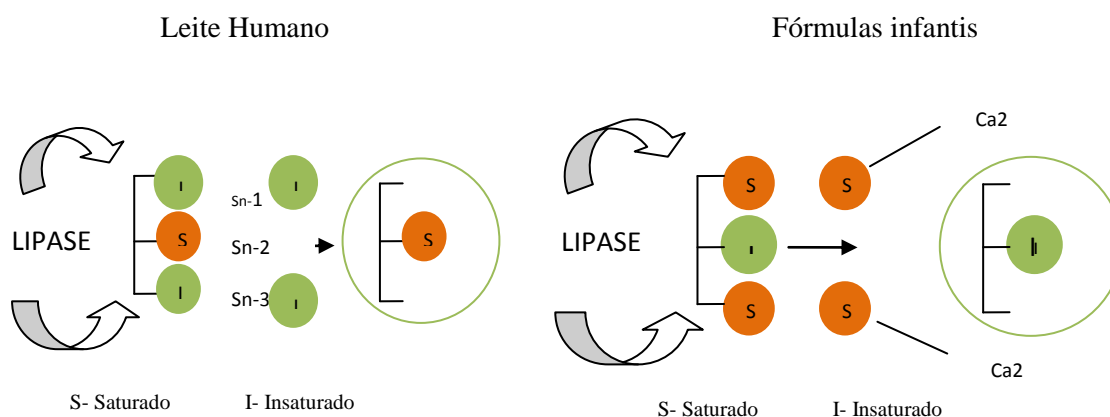 Leite Humano
LIPASE
I
S
I
Sn-1
Sn-2
Sn-3
I
I
S
S- Saturado I- Insaturado
Fórmulas infantis
LIPASE
S
I
S
S
S
Ca2
Ca2
S- Saturado I- Insaturado